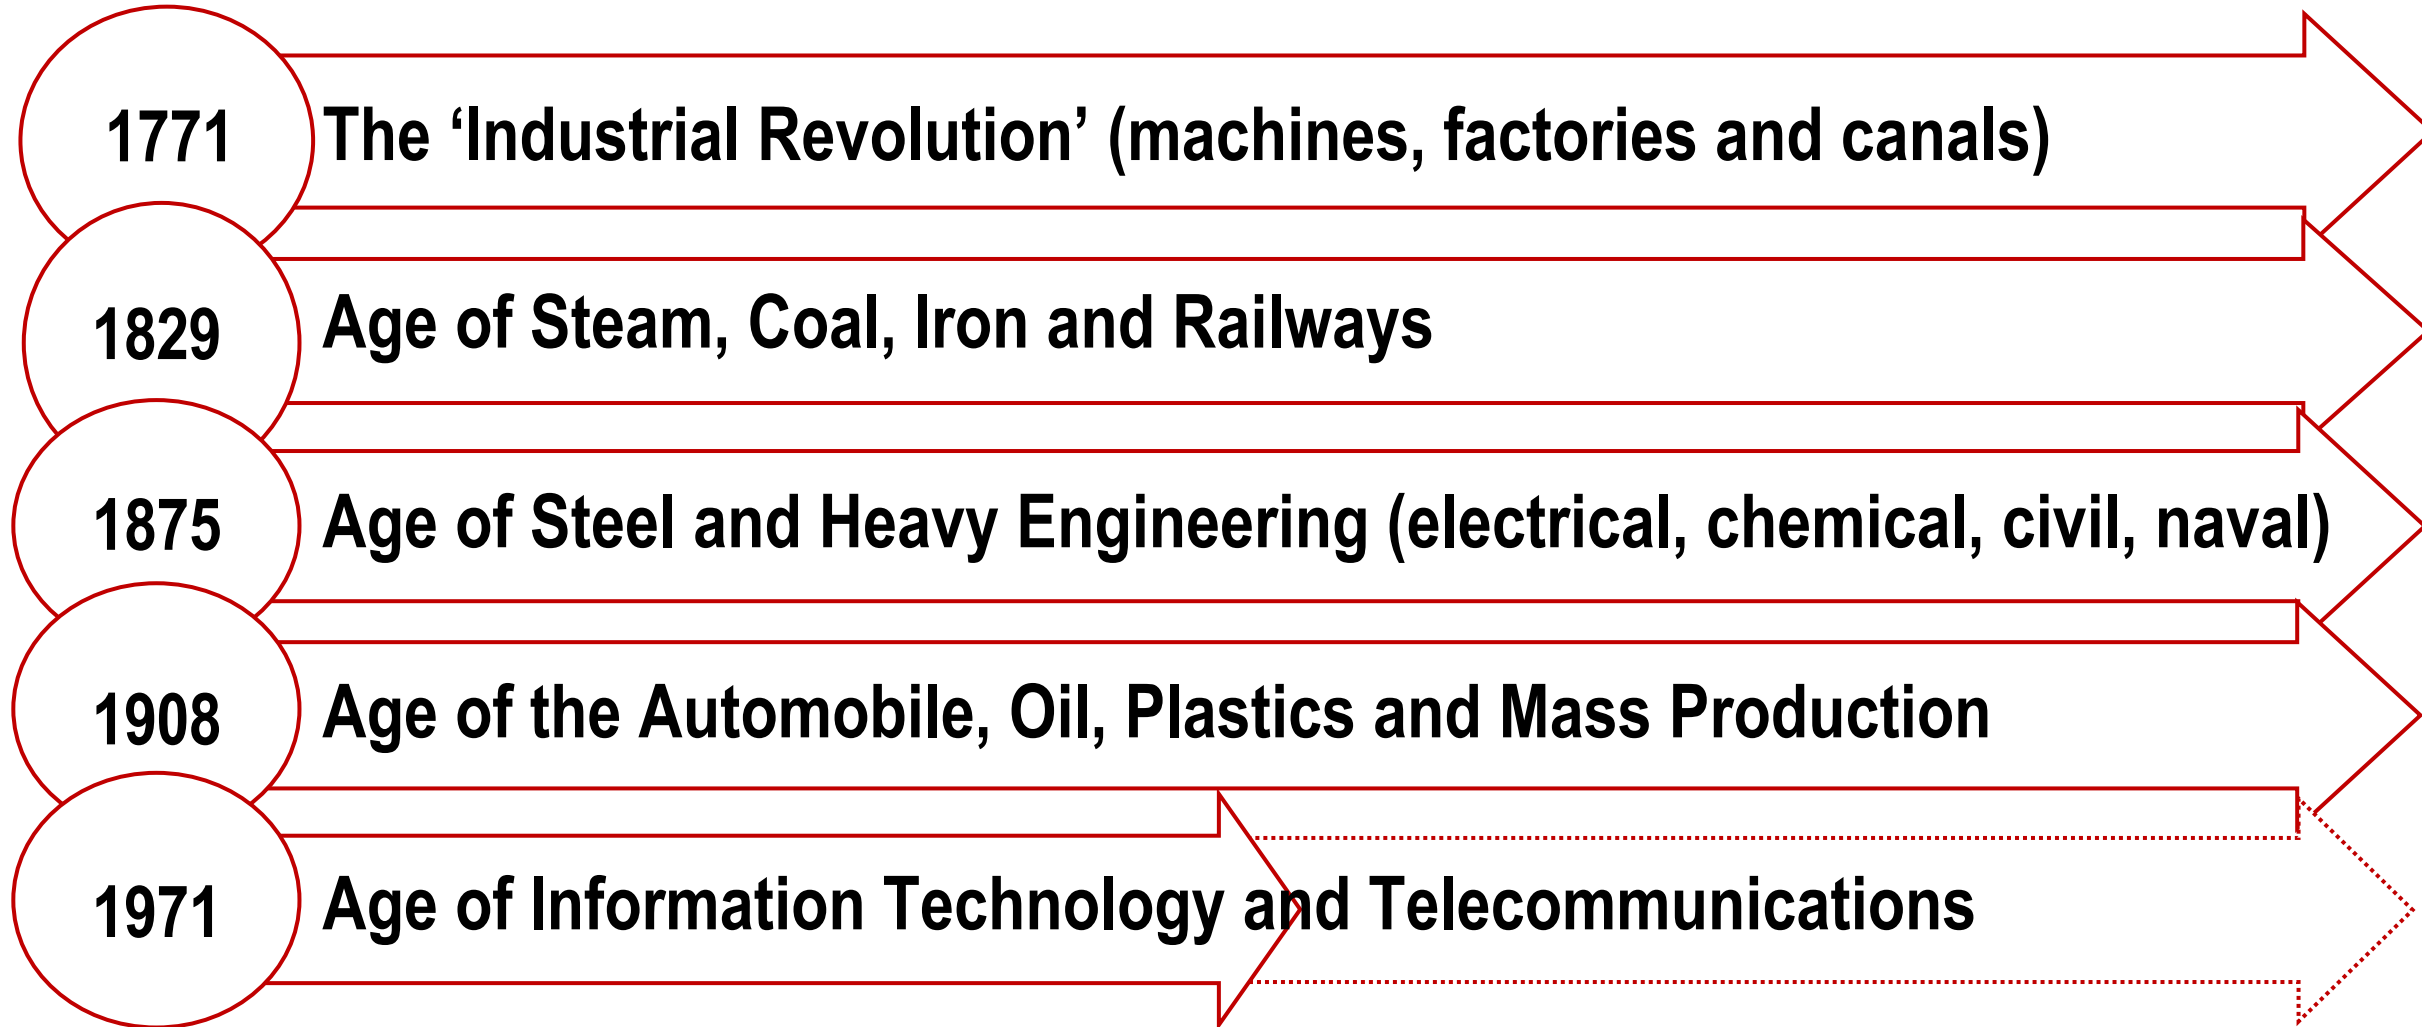 1771
The ‘Industrial Revolution’ (machines, factories and canals)
1829
Age of Steam, Coal, Iron and Railways
1875
Age of Steel and Heavy Engineering (electrical, chemical, civil, naval)
1908
Age of the Automobile, Oil, Plastics and Mass Production
1971
Age of Information Technology and Telecommunications